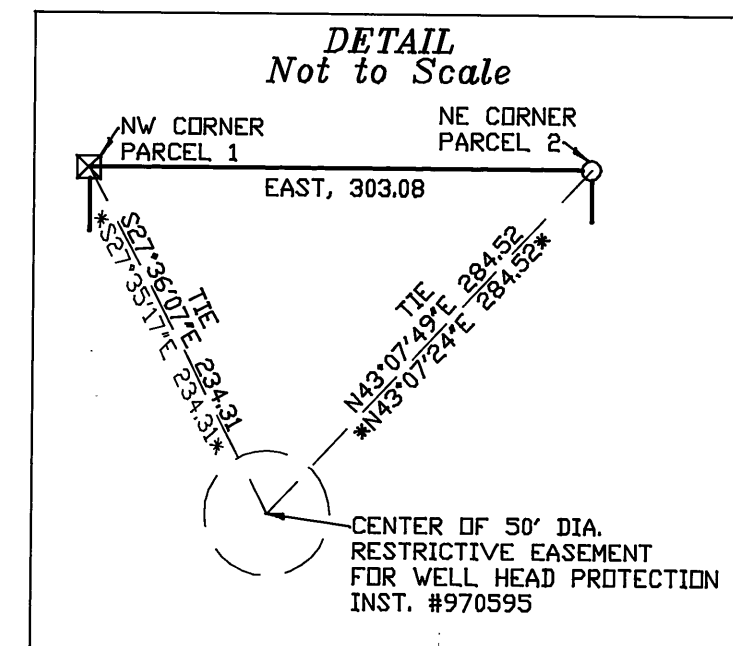 DETAIL
Not to Scale
NW CORNER
PARCEL 1
NE CORNER
PARCEL 2
EAST, 303.08
TIE
S27°36'07"E 234.31
*S27°35'17"E 234.31*
TIE
N43°07'49"E 284.52
*N43°07'24"E 284.52*
CENTER OF 50' DIA.
RESTRICTIVE EASEMENT
FOR WELL HEAD PROTECTION
INST. #970595